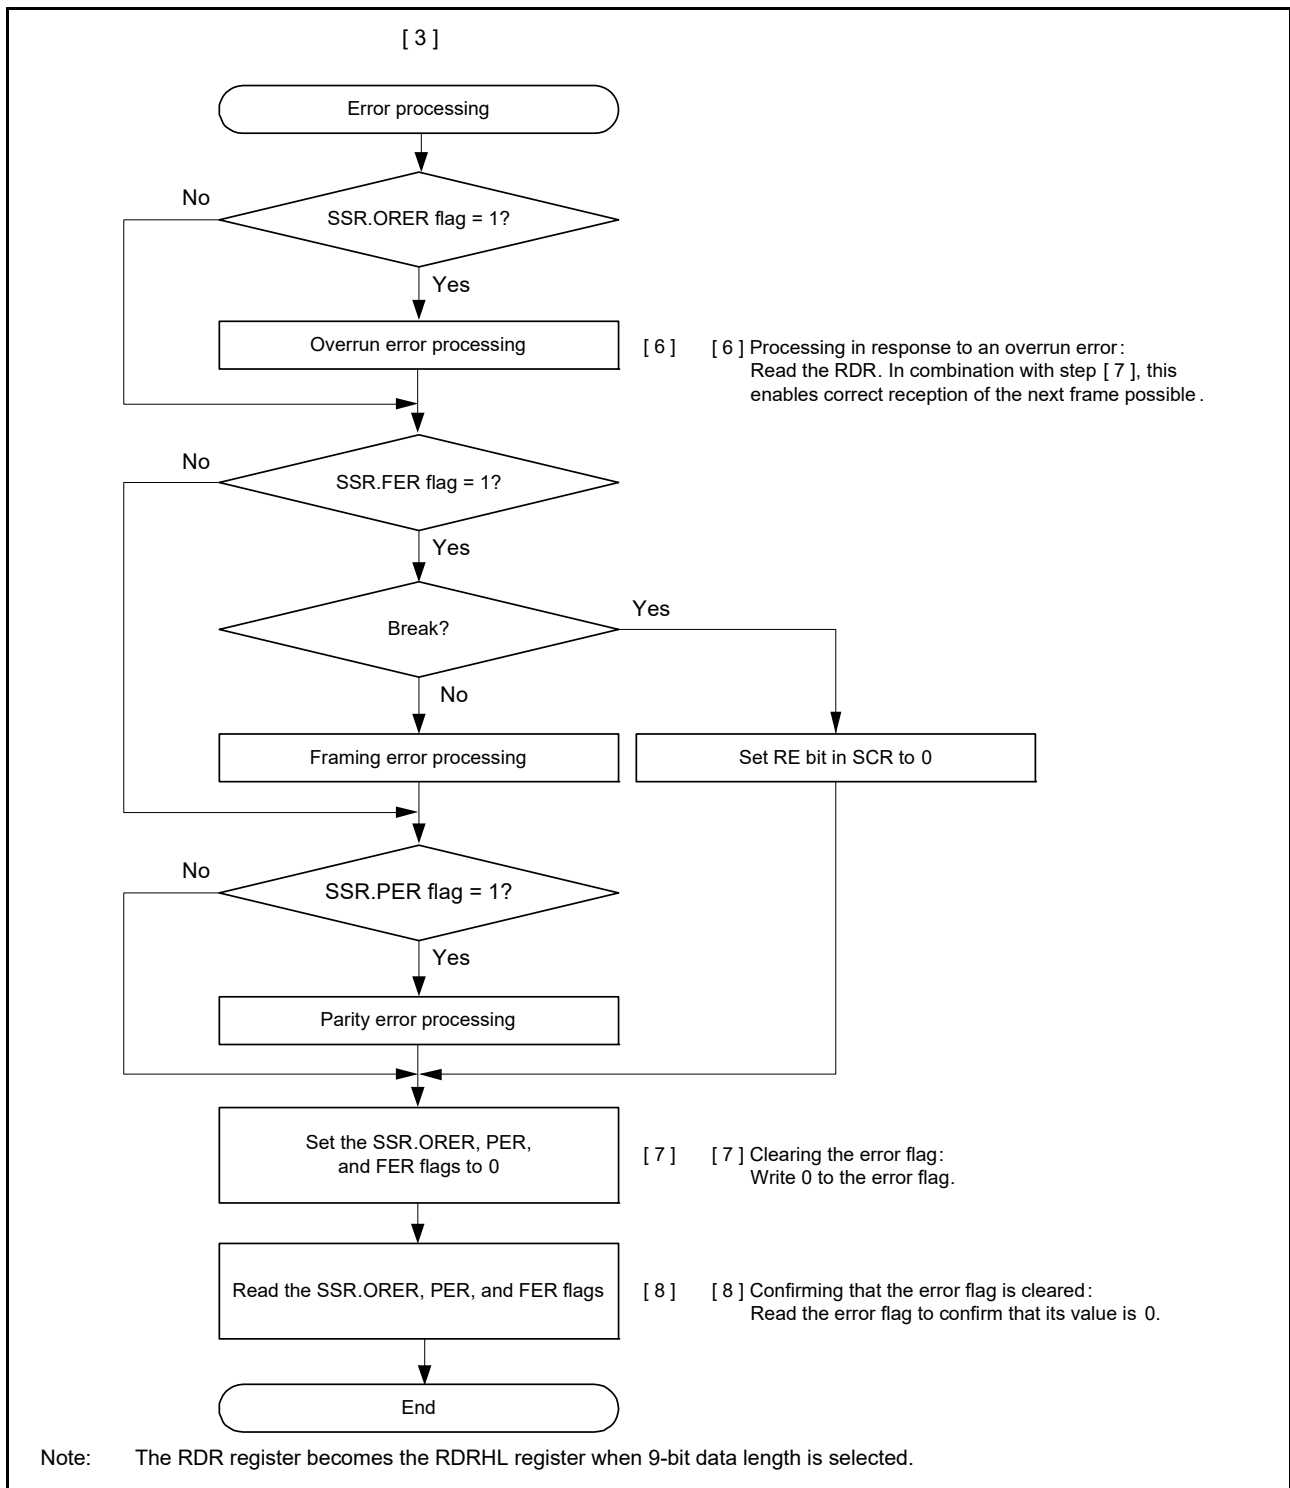 [ 3 ]
Error processing
No
SSR.ORER flag = 1?
Yes
Overrun error processing
[ 6 ]
[ 6 ] Processing in response to an overrun error:
Read the RDR. In combination with step [ 7 ], this
enables correct reception of the next frame possible.
No
SSR.FER flag = 1?
Yes
Break?
Yes
No
Framing error processing
Set RE bit in SCR to 0
No
SSR.PER flag = 1?
Yes
Parity error processing
Set the SSR.ORER, PER,
and FER flags to 0
[ 7 ]
[ 7 ] Clearing the error flag:
Write 0 to the error flag.
Read the SSR.ORER, PER, and FER flags
[ 8 ]
[ 8 ] Confirming that the error flag is cleared:
Read the error flag to confirm that its value is 0.
End
Note: The RDR register becomes the RDRHL register when 9-bit data length is selected.